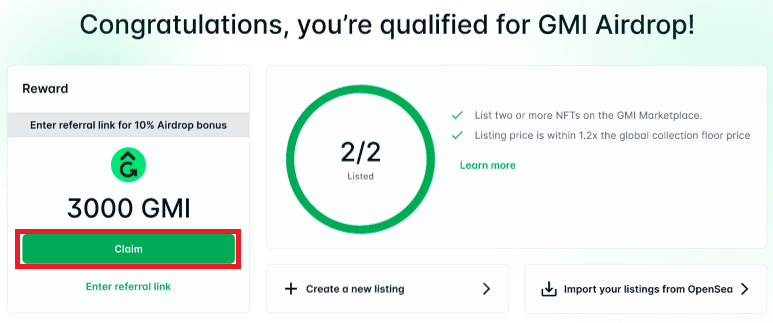 Congratulations, you're qualified for GMI Airdrop!
Reward
Enter referral link for 10% Airdrop bonus
3000 GMI
Claim
Enter referral link
2/2
Listed
List two or more NFTs on the GMI Marketplace.
Listing price is within 1.2x the global collection floor price
Learn more
Create a new listing
Import your listings from OpenSea